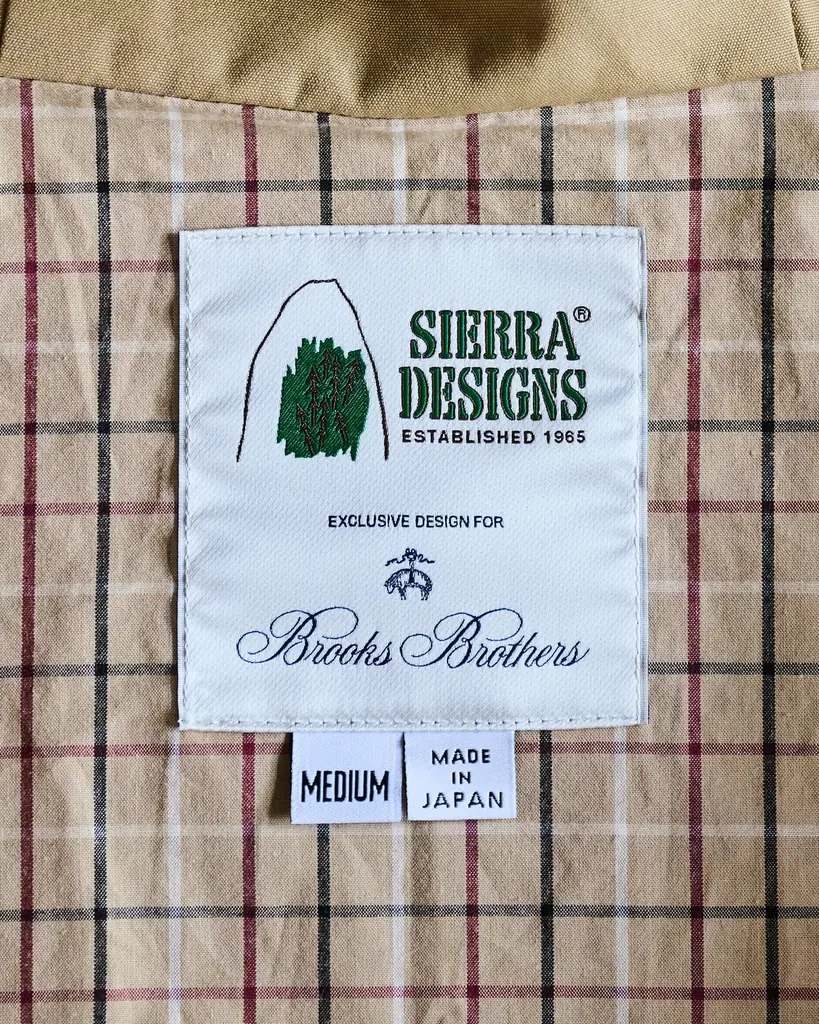 SIERRA®
DESIGNS
ESTABLISHED 1965
EXCLUSIVE DESIGN FOR
Brooks Brothers
MEDIUM
MADE
IN
JAPAN